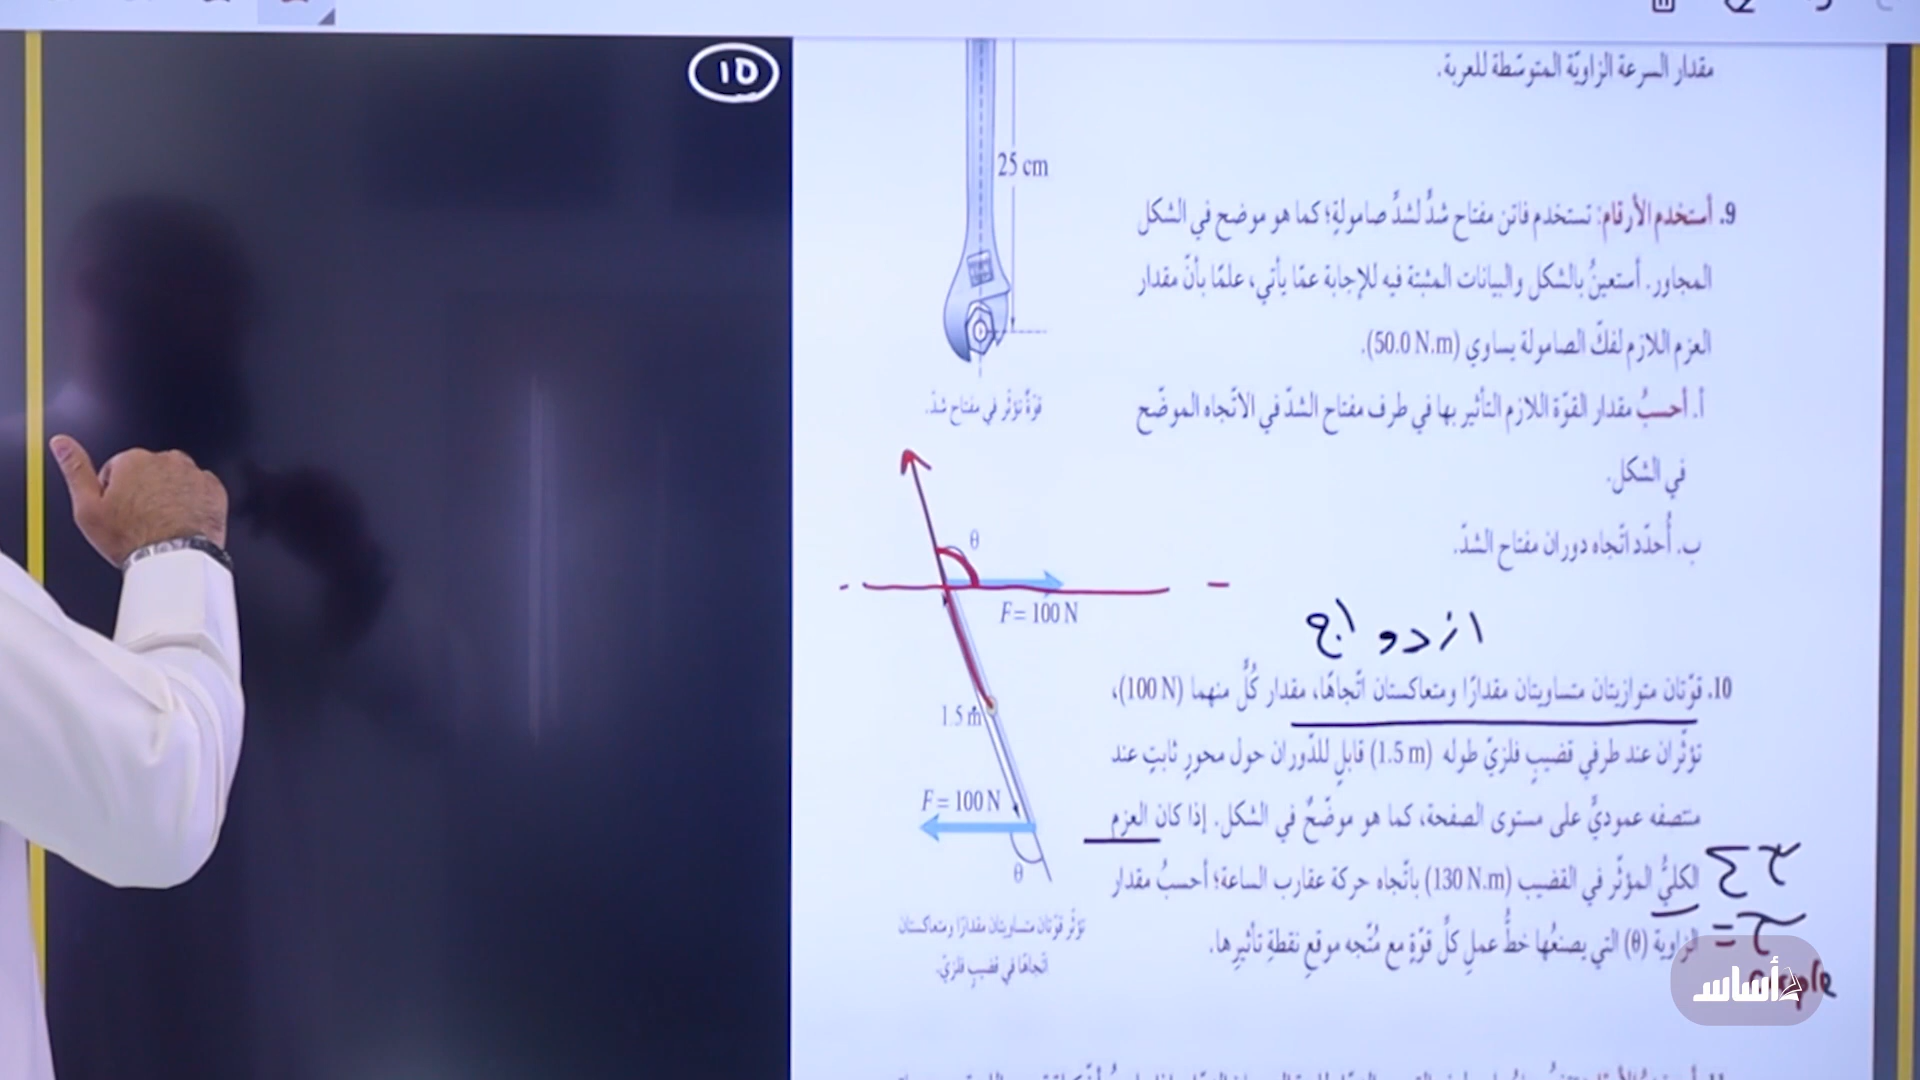 ١٥
مقدار السرعة الزاويّة المتوسّطة للعربة.
25 cm
قوّةٌ تؤثّر في مفتاح شدّ.
9. أستخدم الأرقام: تستخدم فاتن مفتاح شدٍّ لشدِّ صامولةٍ؛ كما هو موضح في الشكل
المجاور. أستعينُ بالشكل والبيانات المثبتة فيه للإجابة عمّا يأتي، علمًا بأنّ مقدار
العزم اللازم لفكّ الصامولة يساوي (50.0 N.m).
أ. أحسبُ مقدار القوّة اللازم التأثير بها في طرف مفتاح الشدّ في الاتّجاه الموضّح
في الشكل.
ب. أُحدّد اتّجاه دوران مفتاح الشدّ.
ازدواج
10. قوّتان متوازيتان متساويتان مقدارًا ومتعاكستان اتّجاهًا، مقدار كُلٍّ منهما (100 N)،
تؤثّران عند طرفي قضيبٍ فلزيّ طوله (1.5 m) قابلٍ للدّوران حول محورٍ ثابتٍ عند
منتصفه عموديٍّ على مستوى الصفحة، كما هو موضّحٌ في الشكل. إذا كان العزم
الكليُّ المؤثّر في القضيب (130 N.m) باتّجاه حركة عقارب الساعة؛ أحسبُ مقدار
الزاوية (θ) التي يصنعُها خطُّ عملِ كلِّ قوّةٍ مع مُتّجه موقعِ نقطةِ تأثيرِها.
Στ
= τ
θ
F = 100 N
1.5 m
F = 100 N
θ
تؤثّر قوّتان متساويتان مقدارًا ومتعاكستان
اتّجاهًا في قضيبٍ فلزيّ.
أساس